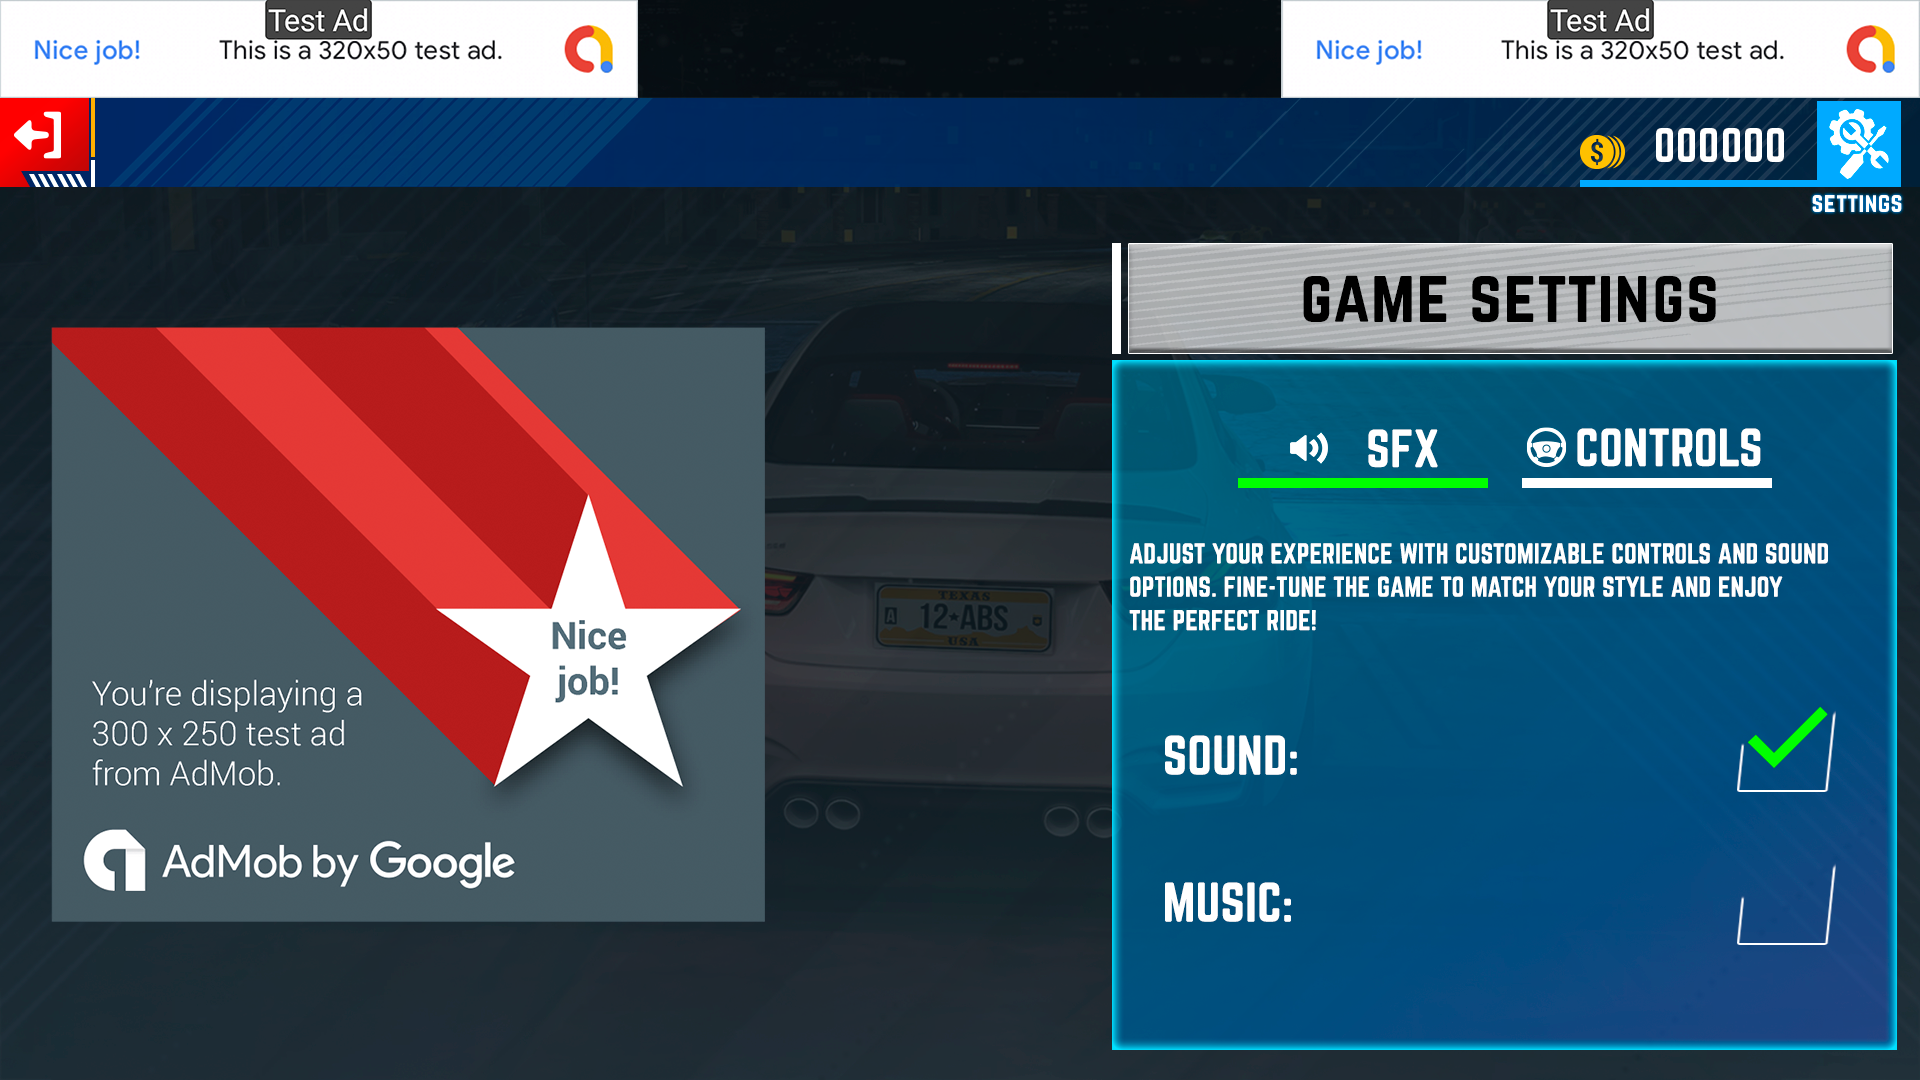 Test Ad
Nice job!
This is a 320x50 test ad.
Test Ad
Nice job!
This is a 320x50 test ad.
000000
SETTINGS
GAME SETTINGS
SFX
CONTROLS
ADJUST YOUR EXPERIENCE WITH CUSTOMIZABLE CONTROLS AND SOUND
OPTIONS. FINE-TUNE THE GAME TO MATCH YOUR STYLE AND ENJOY
THE PERFECT RIDE!
SOUND:
MUSIC:
Nice
job!
You're displaying a
300 x 250 test ad
from AdMob.
AdMob by Google
TEXAS
A 12★ABS
USA